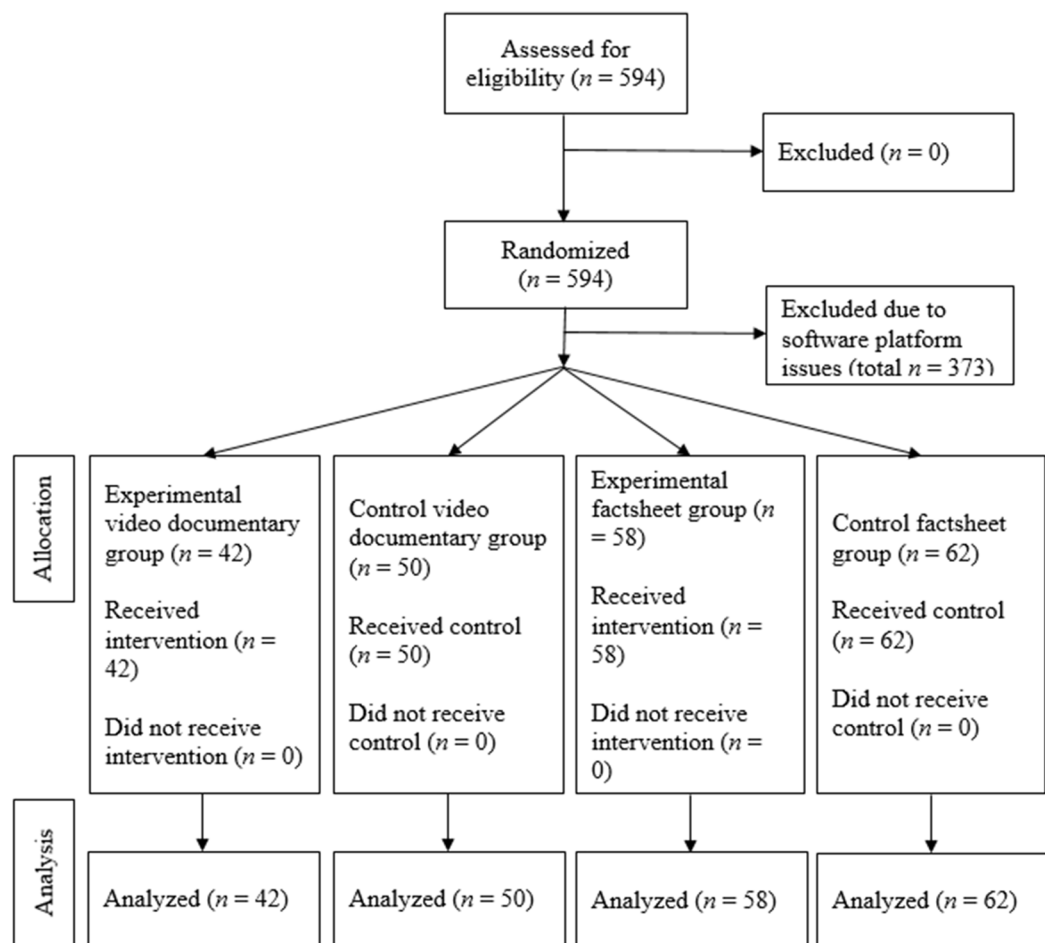 Assessed for
eligibility (n = 594)
Excluded (n = 0)
Randomized
(n = 594)
Excluded due to
software platform
issues (total n = 373)
Allocation
Experimental
video documentary
group (n = 42)
Received
intervention (n =
42)
Did not receive
intervention (n = 0)
Control video
documentary group
(n = 50)
Received control
(n = 50)
Did not receive
control (n = 0)
Experimental
factsheet group (n
= 58)
Received
intervention (n =
58)
Did not receive
intervention (n =
0)
Control factsheet
group (n = 62)
Received control
(n = 62)
Did not receive
control (n = 0)
Analysis
Analyzed (n = 42)
Analyzed (n = 50)
Analyzed (n = 58)
Analyzed (n = 62)